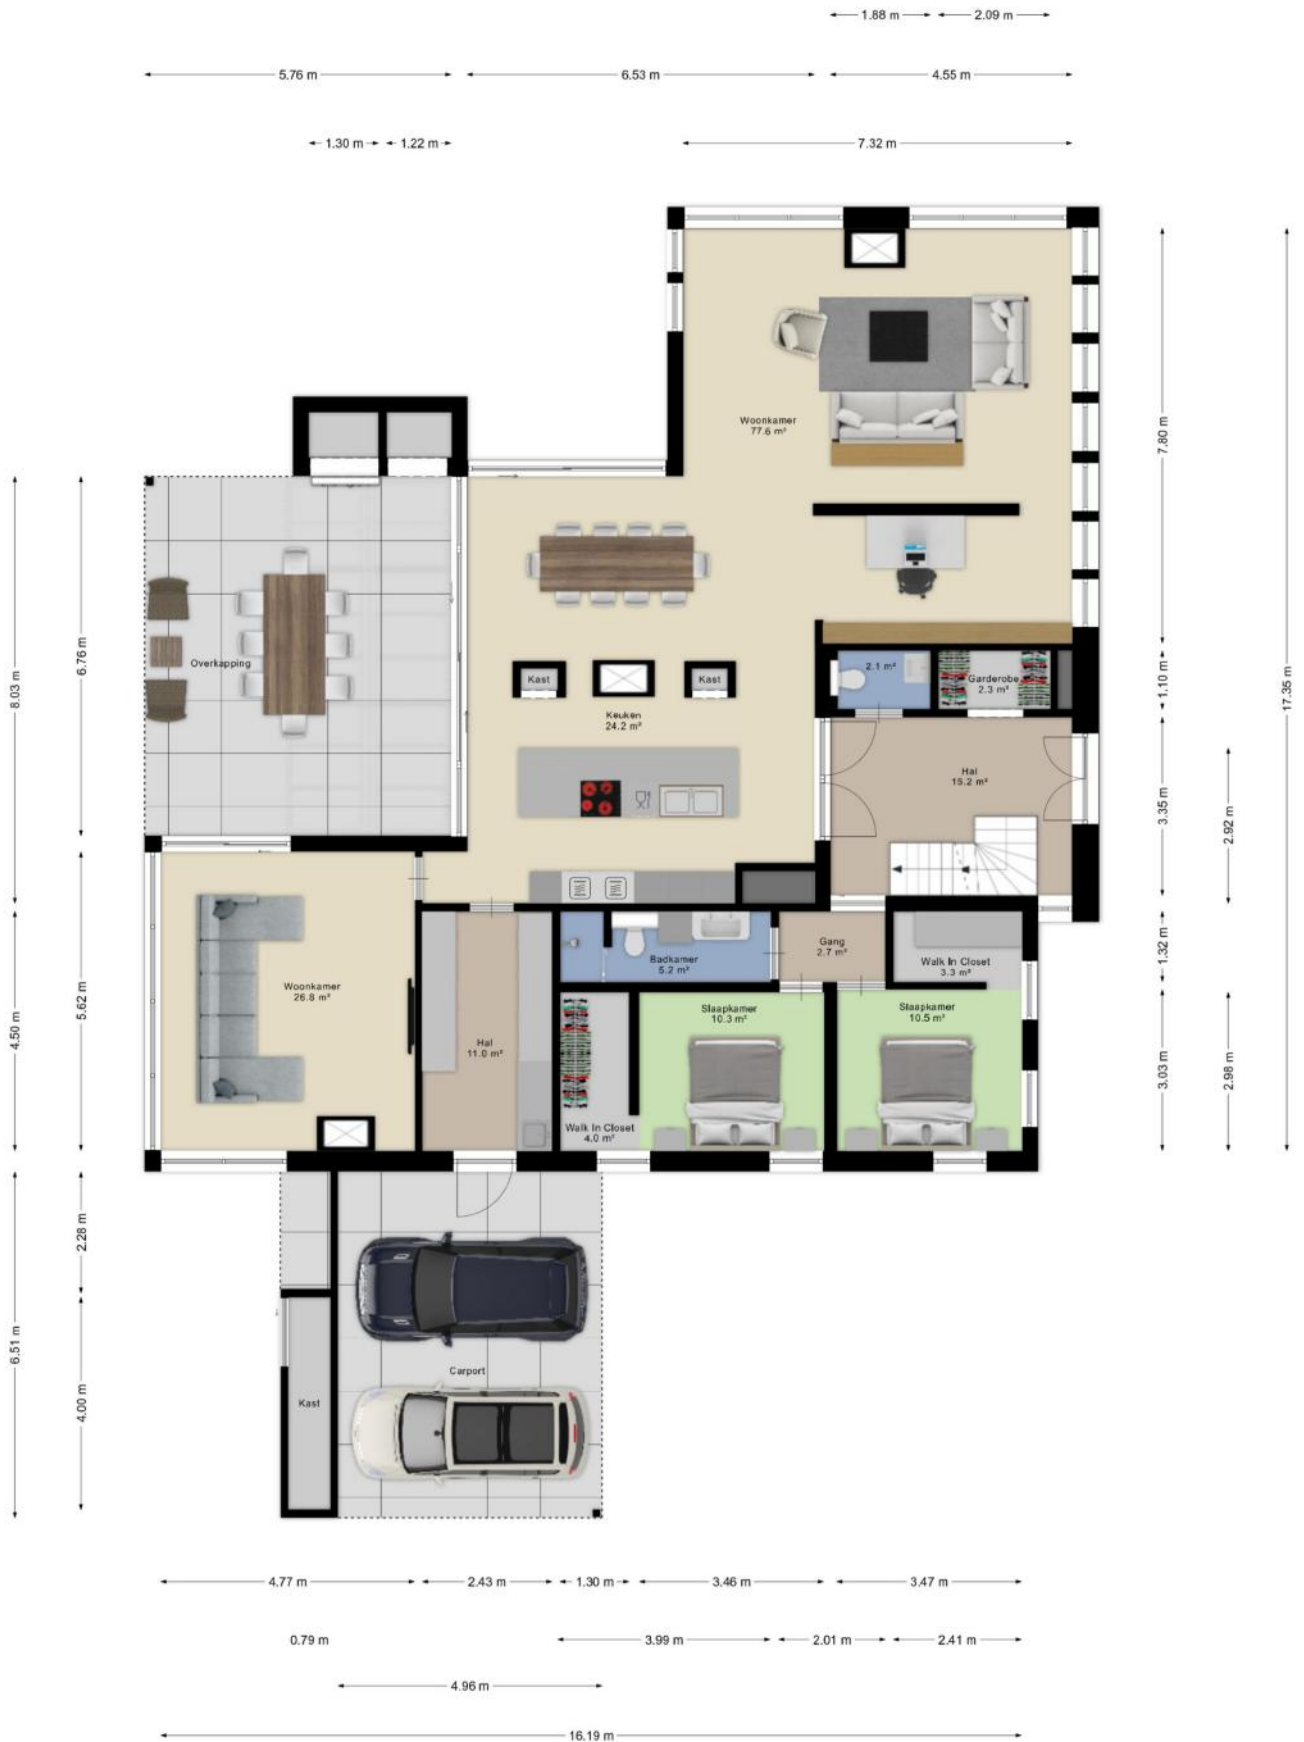 1.88 m
2.09 m
5.76 m
6.53 m
4.55 m
1.30 m
1.22 m
7.32 m
Woonkamer
77.6 m²
7.80 m
17.35 m
8.03 m
6.76 m
Overkapping
Kast
Kast
Keuken
24.2 m²
2.1 m²
Garderobe
2.3 m²
1.10 m
Hal
15.2 m²
3.35 m
2.92 m
Woonkamer
26.8 m²
Hal
11.0 m²
Badkamer
5.2 m²
Gang
2.7 m²
Walk In Closet
3.3 m²
1.32 m
4.50 m
5.62 m
Slaapkamer
10.3 m²
Slaapkamer
10.5 m²
3.03 m
2.98 m
Walk In Closet
4.0 m²
2.28 m
6.51 m
4.00 m
Carport
Kast
4.77 m
2.43 m
1.30 m
3.46 m
3.47 m
0.79 m
3.99 m
2.01 m
2.41 m
4.96 m
16.19 m